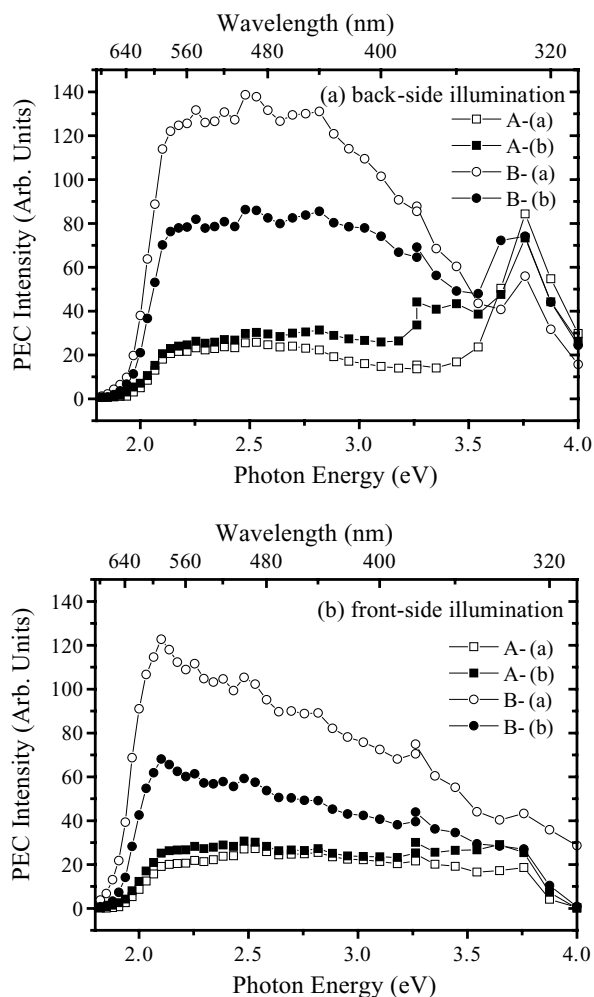 Wavelength (nm)
640 560 480 400 320
(a) back-side illumination
A-(a)
A-(b)
B-(a)
B-(b)
PEC Intensity (Arb. Units)
140
120
100
80
60
40
20
0
2.0 2.5 3.0 3.5 4.0
Photon Energy (eV)
Wavelength (nm)
640 560 480 400 320
(b) front-side illumination
A-(a)
A-(b)
B-(a)
B-(b)
PEC Intensity (Arb. Units)
140
120
100
80
60
40
20
0
2.0 2.5 3.0 3.5 4.0
Photon Energy (eV)